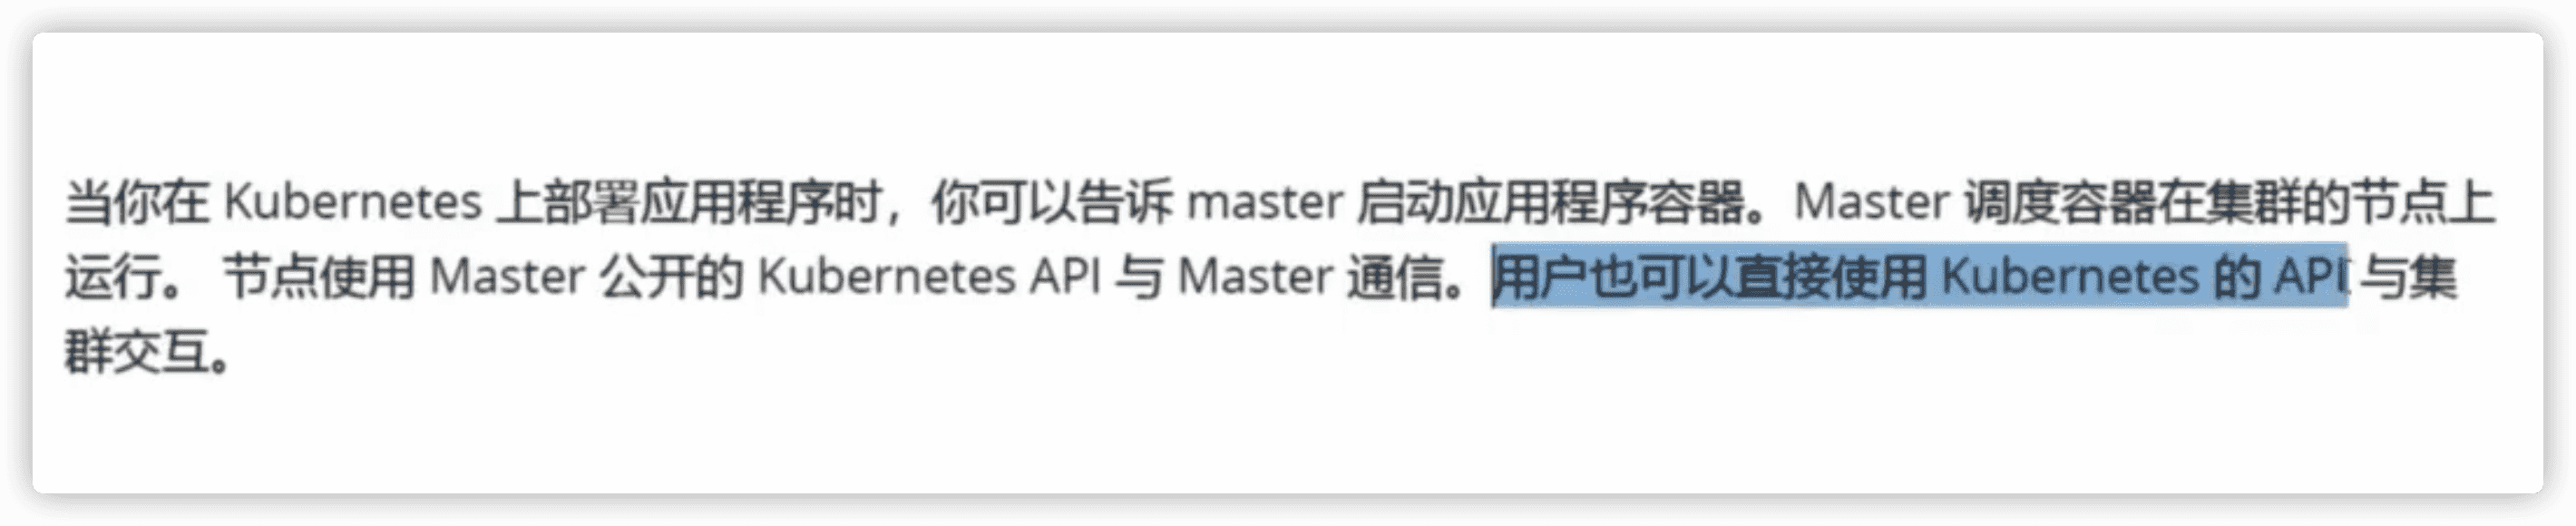 当你在 Kubernetes 上部署应用程序时，你可以告诉 master 启动应用程序容器。Master 调度容器在集群的节点上
运行。 节点使用 Master 公开的 Kubernetes API 与 Master 通信。用户也可以直接使用 Kubernetes 的 API 与集
群交互。